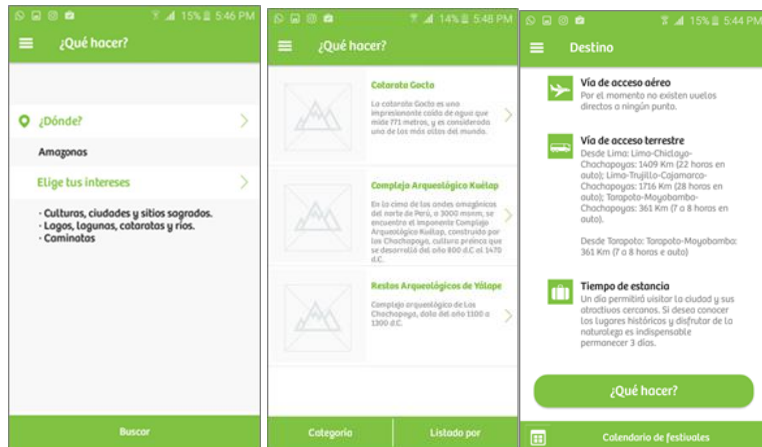 15% 5:46 PM
¿Qué hacer?
¿Dónde?
Amazonas
Elige tus intereses
· Culturas, ciudades y sitios sagrados.
· Lagos, lagunas, cataratas y ríos.
· Caminatas
Buscar
14% 5:48 PM
¿Qué hacer?
Catarata Gocta
La catarata Gocta es una
impresionante caída de agua que
mide 771 metros, y es considerada
una de las más altas del mundo.
Complejo Arqueológico Kuélap
En la cima de los andes amazónicos
del norte de Perú, a 3000 msnm, se
encuentra el imponente Complejo
Arqueológico Kuélap, construido por
los Chachapoya, cultura preinca que
se desarrolló del año 800 d.C al 1470
d.C.
Restos Arqueológicos de Yálape
Complejo arqueológico de Los
Chachapoya, data del año 1100 a
1300 d.C.
Categoría
Listado por
15% 5:44 PM
Destino
Vía de acceso aéreo
Por el momento no existen vuelos
directos a ningún punto.
Vía de acceso terrestre
Desde Lima: Lima-Chiclayo-
Chachapoyas: 1409 Km (22 horas en
auto); Lima-Trujillo-Cajamarca-
Chachapoyas: 1716 Km (28 horas en
auto); Tarapoto-Moyobamba-
Chachapoyas: 361 Km (7 a 8 horas en
auto).
Desde Tarapoto: Tarapoto-Moyobamba:
361 Km (7 a 8 horas e auto)
Tiempo de estancia
Un día permitirá visitar la ciudad y sus
atractivos cercanos. Si desea conocer
los lugares históricos y disfrutar de la
naturaleza es indispensable
permanecer 3 días.
¿Qué hacer?
Calendario de festivales